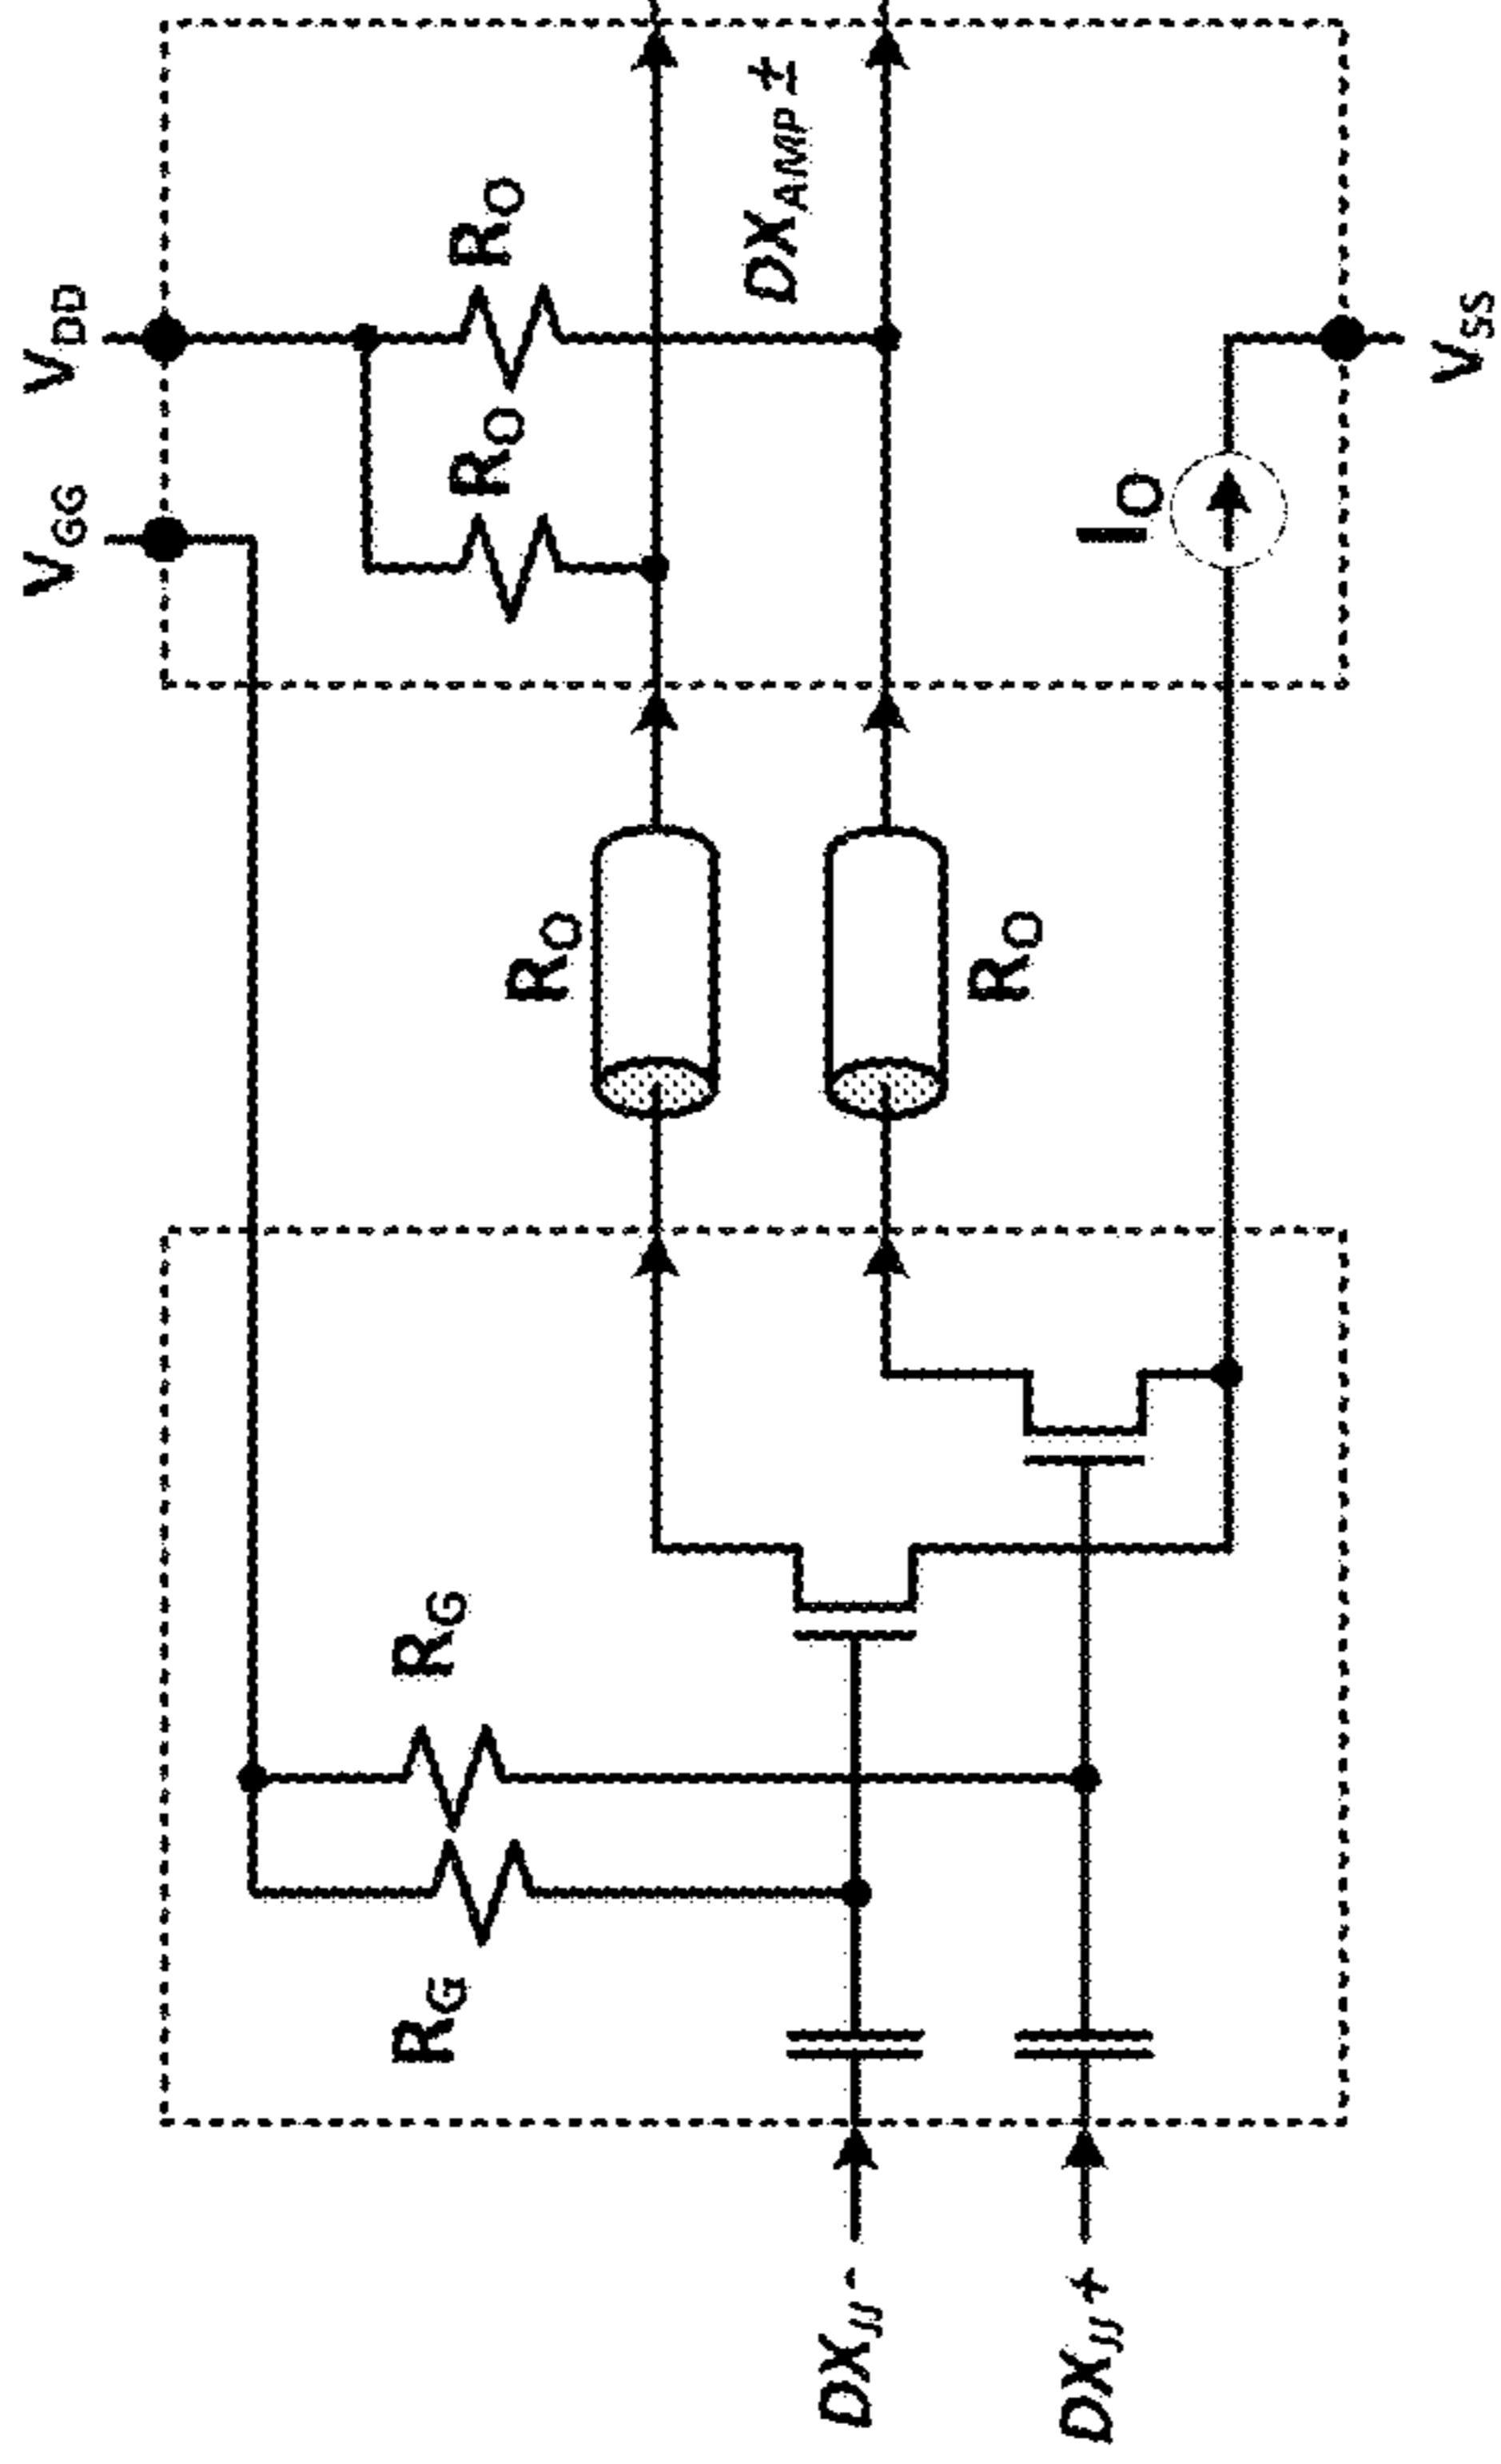 V_GG
V_DD
R_G
R_G
R_O
R_O
R_O
R_O
DX_JJ -
DX_JJ +
DX_AMP ±
I_O
V_SS